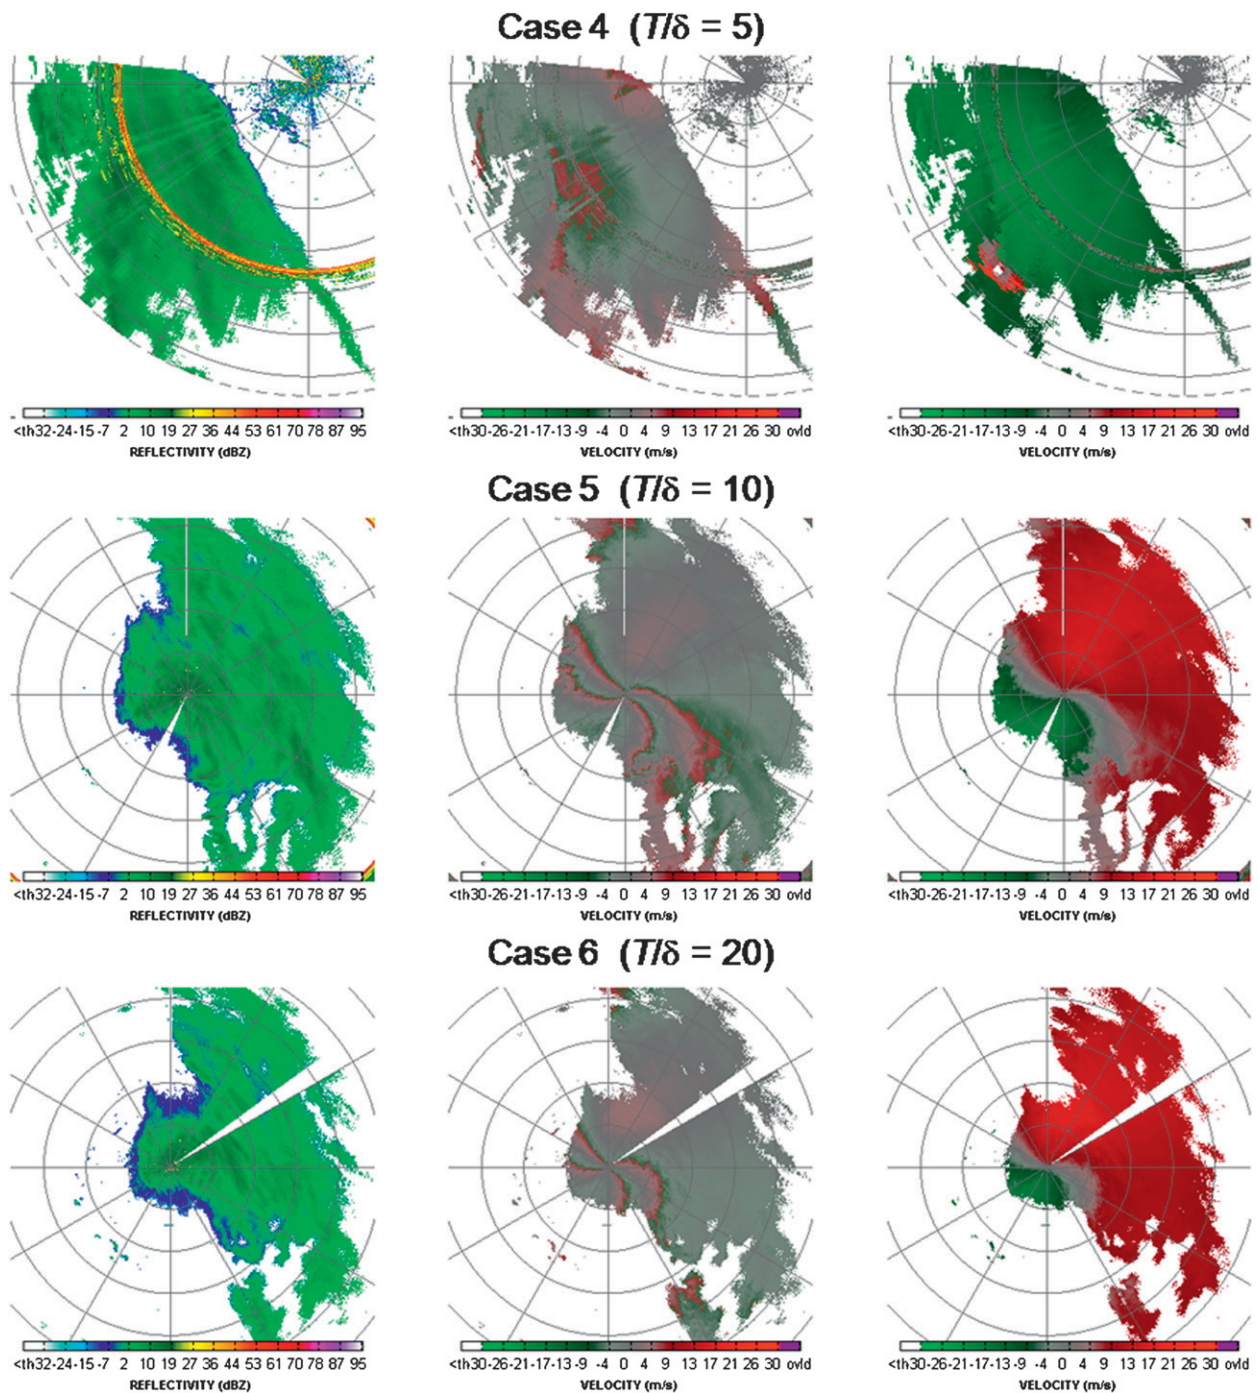 Case 4 (T/δ = 5)
<th32-24-15 -7 2 10 19 27 36 44 53 61 70 78 87 95
REFLECTIVITY (dBZ)
<th30-26-21-17-13 -9 -4 0 4 9 13 17 21 26 30 ovld
VELOCITY (m/s)
<th30-26-21-17-13 -9 -4 0 4 9 13 17 21 26 30 ovld
VELOCITY (m/s)
Case 5 (T/δ = 10)
<th32-24-15 -7 2 10 19 27 36 44 53 61 70 78 87 95
REFLECTIVITY (dBZ)
<th30-26-21-17-13 -9 -4 0 4 9 13 17 21 26 30 ovld
VELOCITY (m/s)
<th30-26-21-17-13 -9 -4 0 4 9 13 17 21 26 30 ovld
VELOCITY (m/s)
Case 6 (T/δ = 20)
<th32-24-15 -7 2 10 19 27 36 44 53 61 70 78 87 95
REFLECTIVITY (dBZ)
<th30-26-21-17-13 -9 -4 0 4 9 13 17 21 26 30 ovld
VELOCITY (m/s)
<th30-26-21-17-13 -9 -4 0 4 9 13 17 21 26 30 ovld
VELOCITY (m/s)